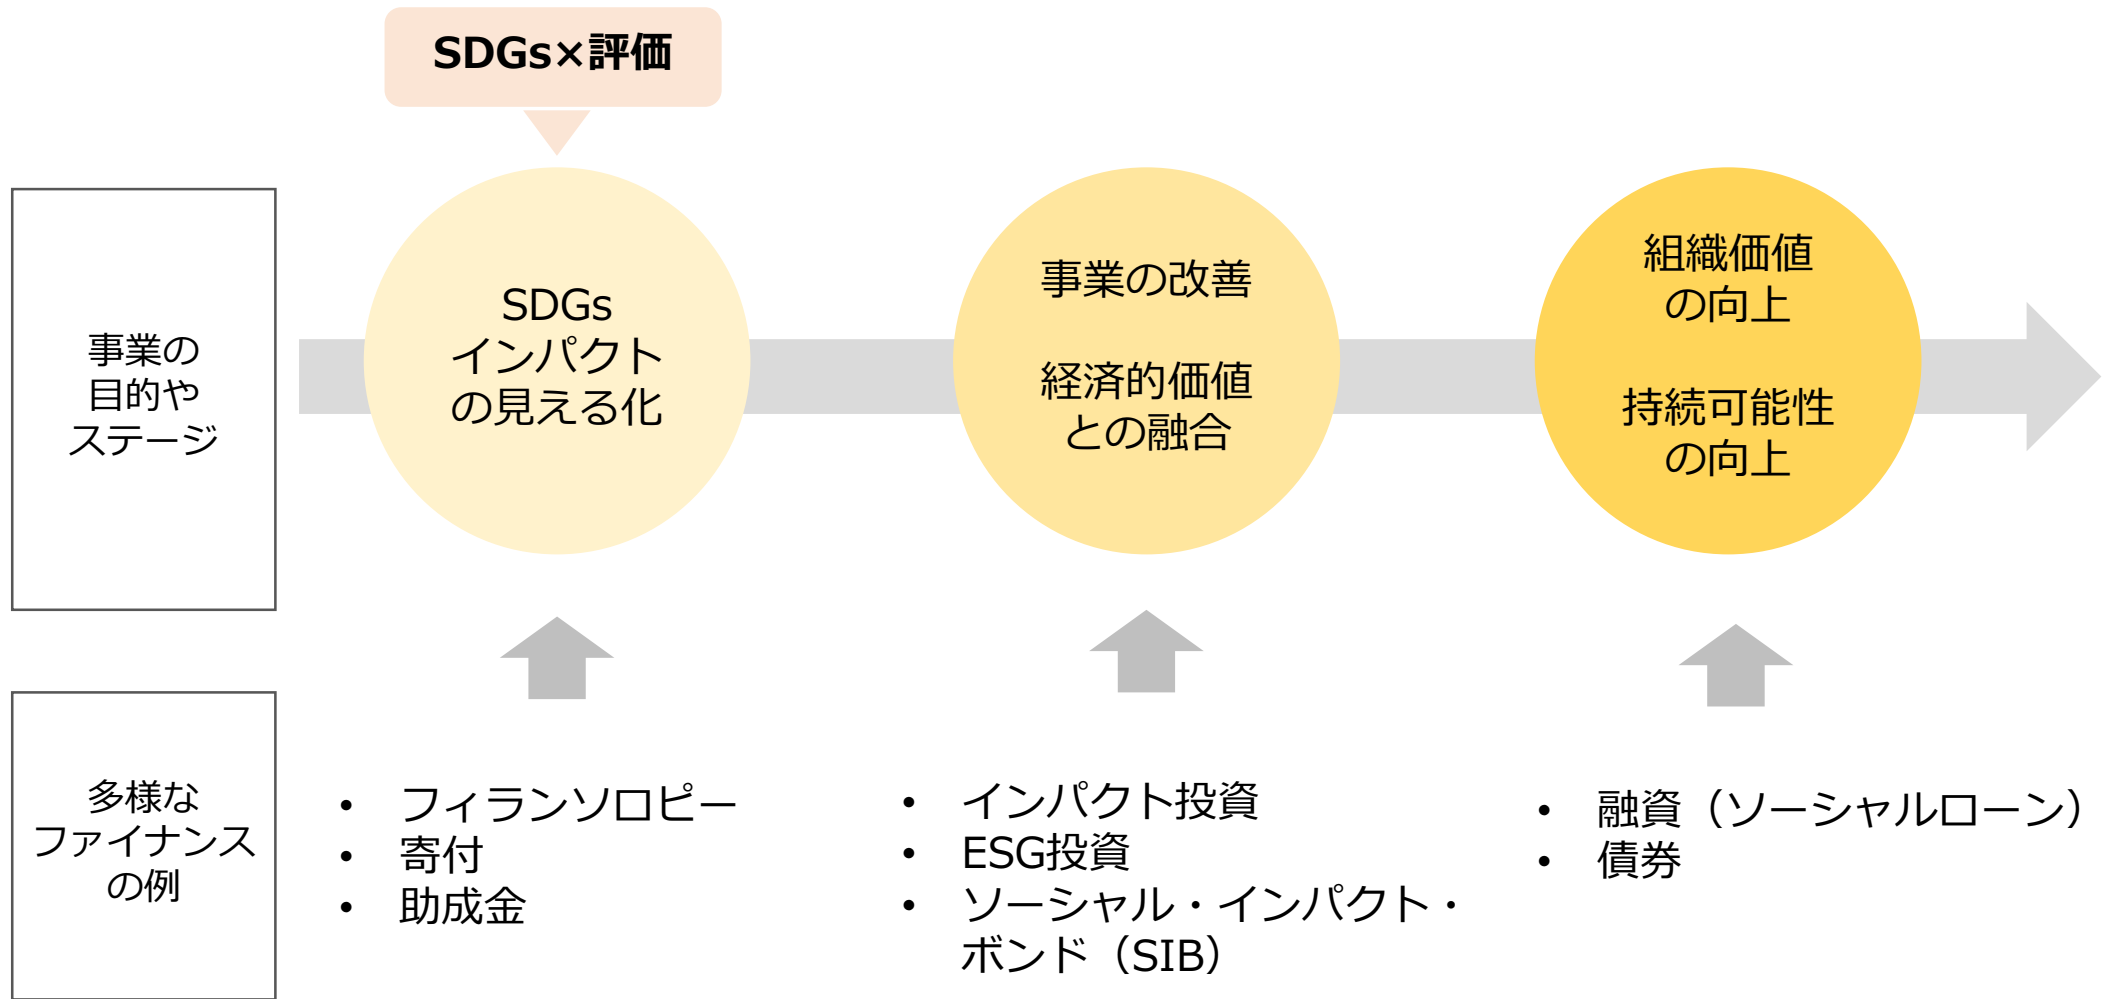 SDGs×評価
事業の
目的や
ステージ
SDGs
インパクト
の見える化
事業の改善
経済的価値
との融合
組織価値
の向上
持続可能性
の向上
多様な
ファイナンス
の例
• フィランソロピー
• 寄付
• 助成金
• インパクト投資
• ESG投資
• ソーシャル・インパクト・
ボンド（SIB）
• 融資（ソーシャルローン）
• 債券